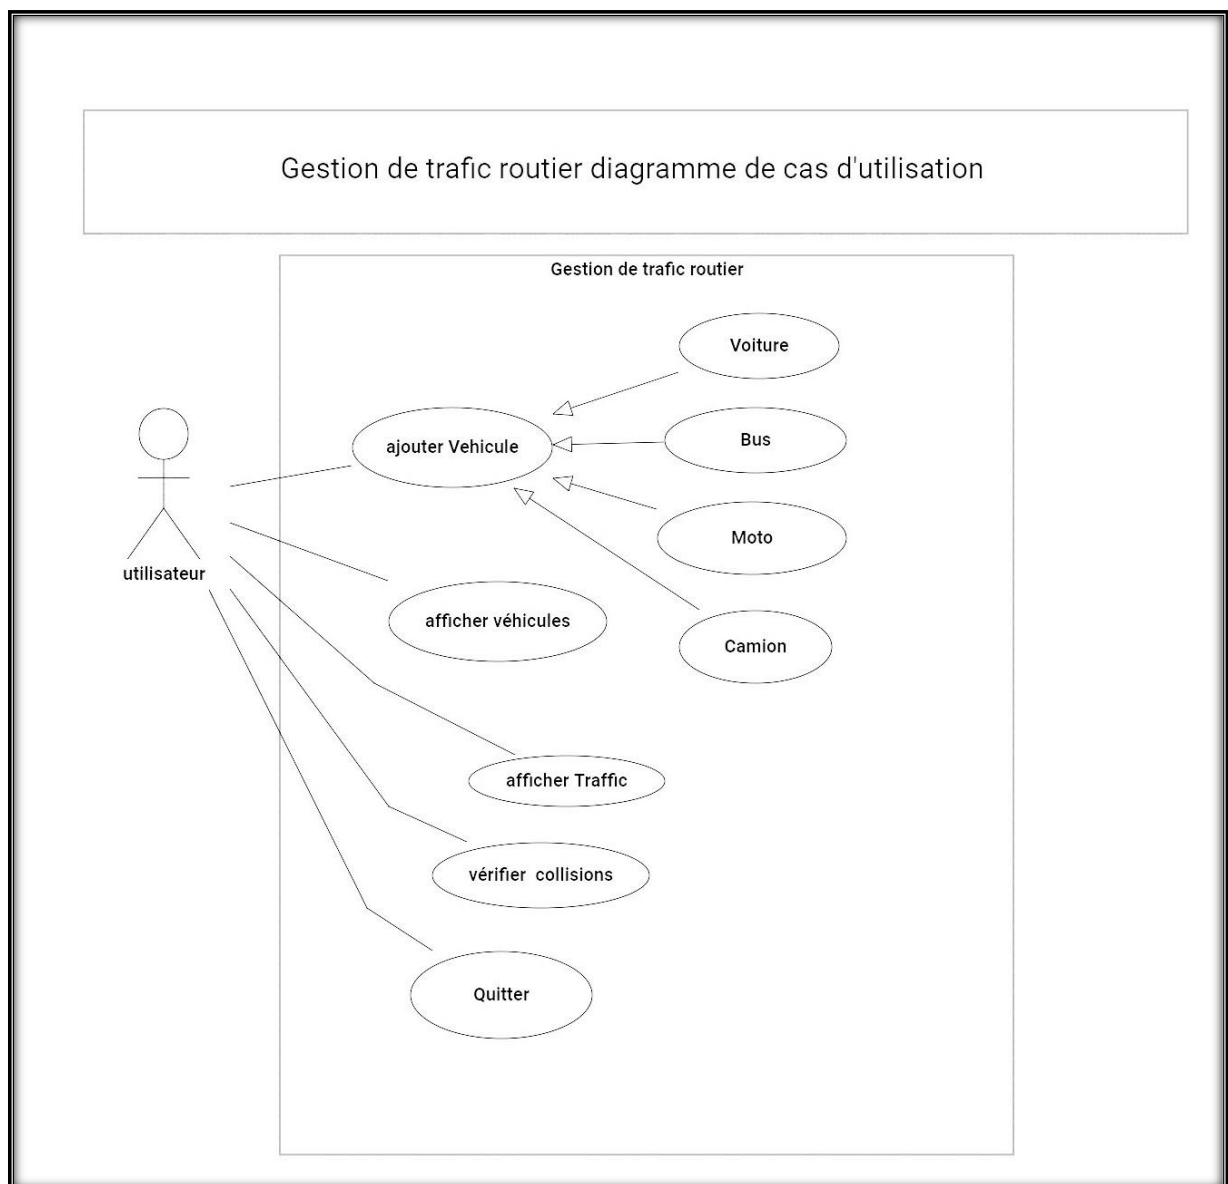 Gestion de trafic routier diagramme de cas d'utilisation
Gestion de trafic routier
Voiture
ajouter Vehicule
Bus
Moto
utilisateur
afficher véhicules
Camion
afficher Traffic
vérifier collisions
Quitter